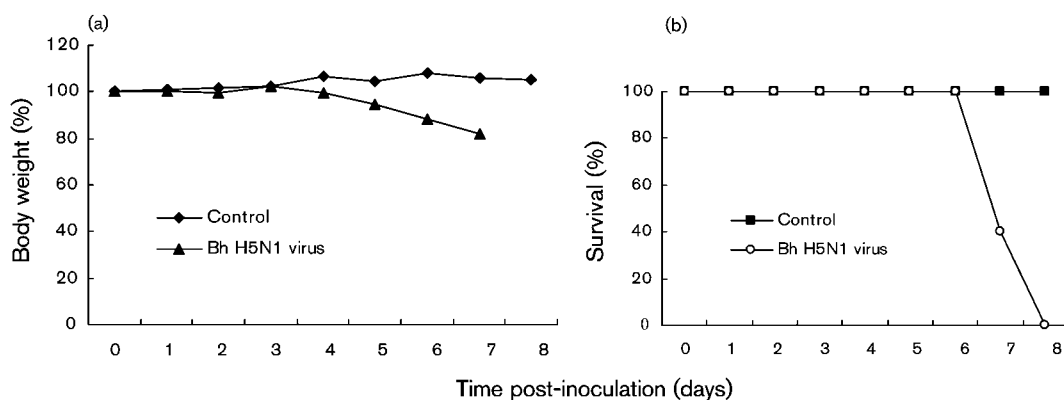 (a)
120
100
80
60
40
20
0
Body weight (%)
Control
Bh H5N1 virus
0 1 2 3 4 5 6 7 8
(b)
100
80
60
40
20
0
Survival (%)
Control
Bh H5N1 virus
0 1 2 3 4 5 6 7 8
Time post-inoculation (days)